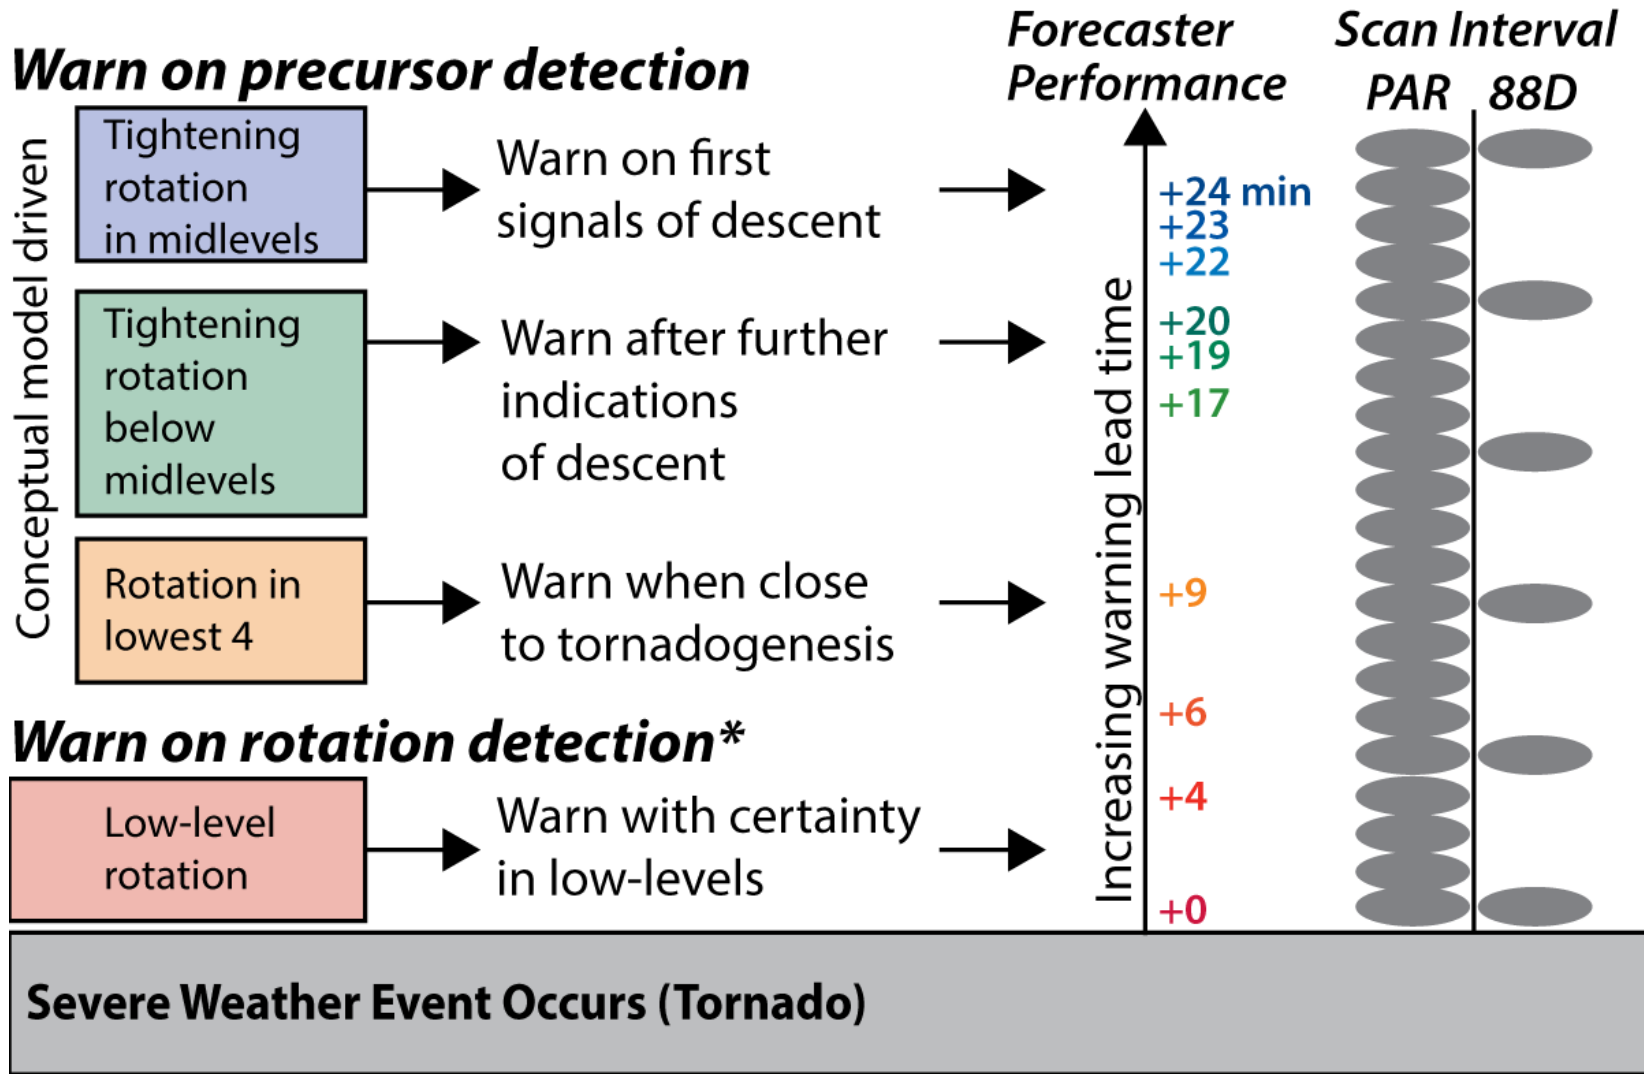 Forecaster
Performance
Scan Interval
PAR
88D
Warn on precursor detection
Conceptual model driven
Tightening
rotation
in midlevels
Warn on first
signals of descent
+24 min
+23
+22
Tightening
rotation
below
midlevels
Warn after further
indications
of descent
+20
+19
+17
Increasing warning lead time
Rotation in
lowest 4
Warn when close
to tornadogenesis
+9
+6
Warn on rotation detection*
Low-level
rotation
Warn with certainty
in low-levels
+4
+0
Severe Weather Event Occurs (Tornado)